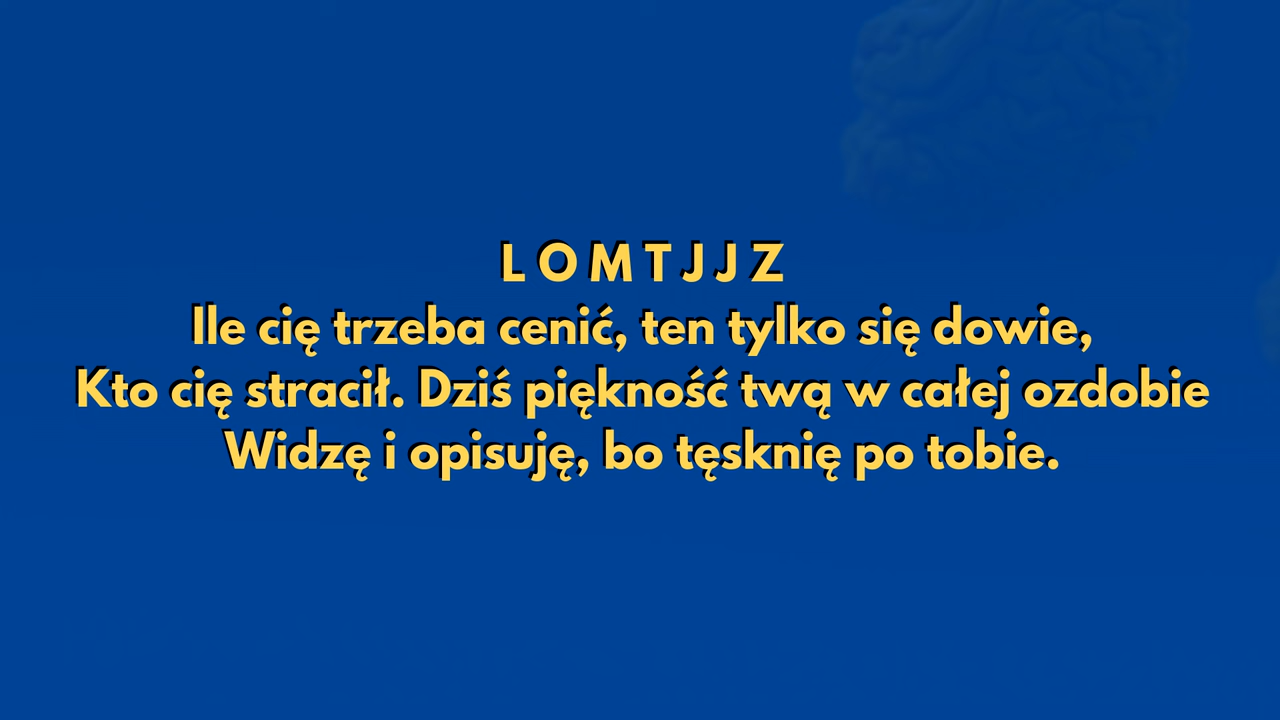 L O M T J J Z
Ile cię trzeba cenić, ten tylko się dowie,
Kto cię stracił. Dziś piękność twą w całej ozdobie
Widzę i opisuję, bo tęsknię po tobie.